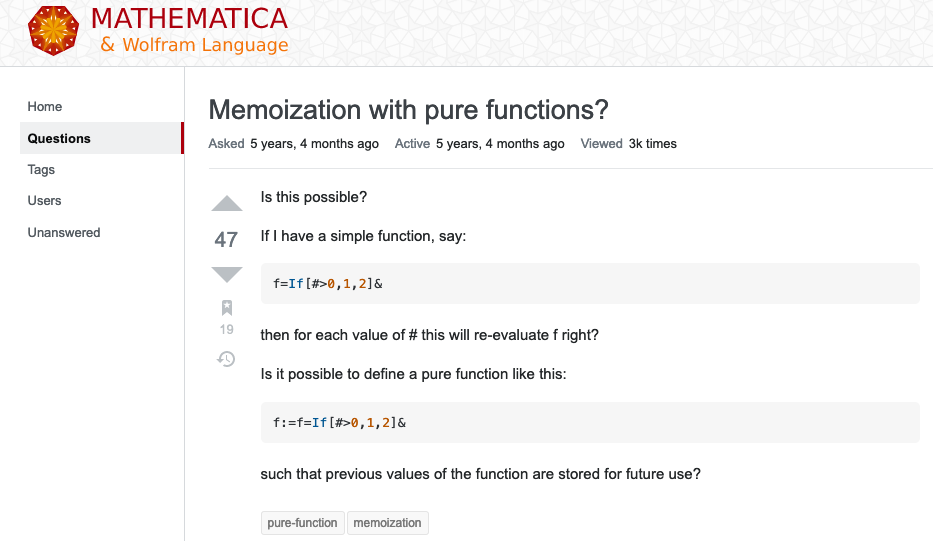 MATHEMATICA
& Wolfram Language
Home
Questions
Tags
Users
Unanswered
Memoization with pure functions?
Asked 5 years, 4 months ago Active 5 years, 4 months ago Viewed 3k times
Is this possible?
47
If I have a simple function, say:
f=If[#>0,1,2]&
19
then for each value of # this will re-evaluate f right?
Is it possible to define a pure function like this:
f:=f=If[#>0,1,2]&
such that previous values of the function are stored for future use?
pure-function memoization